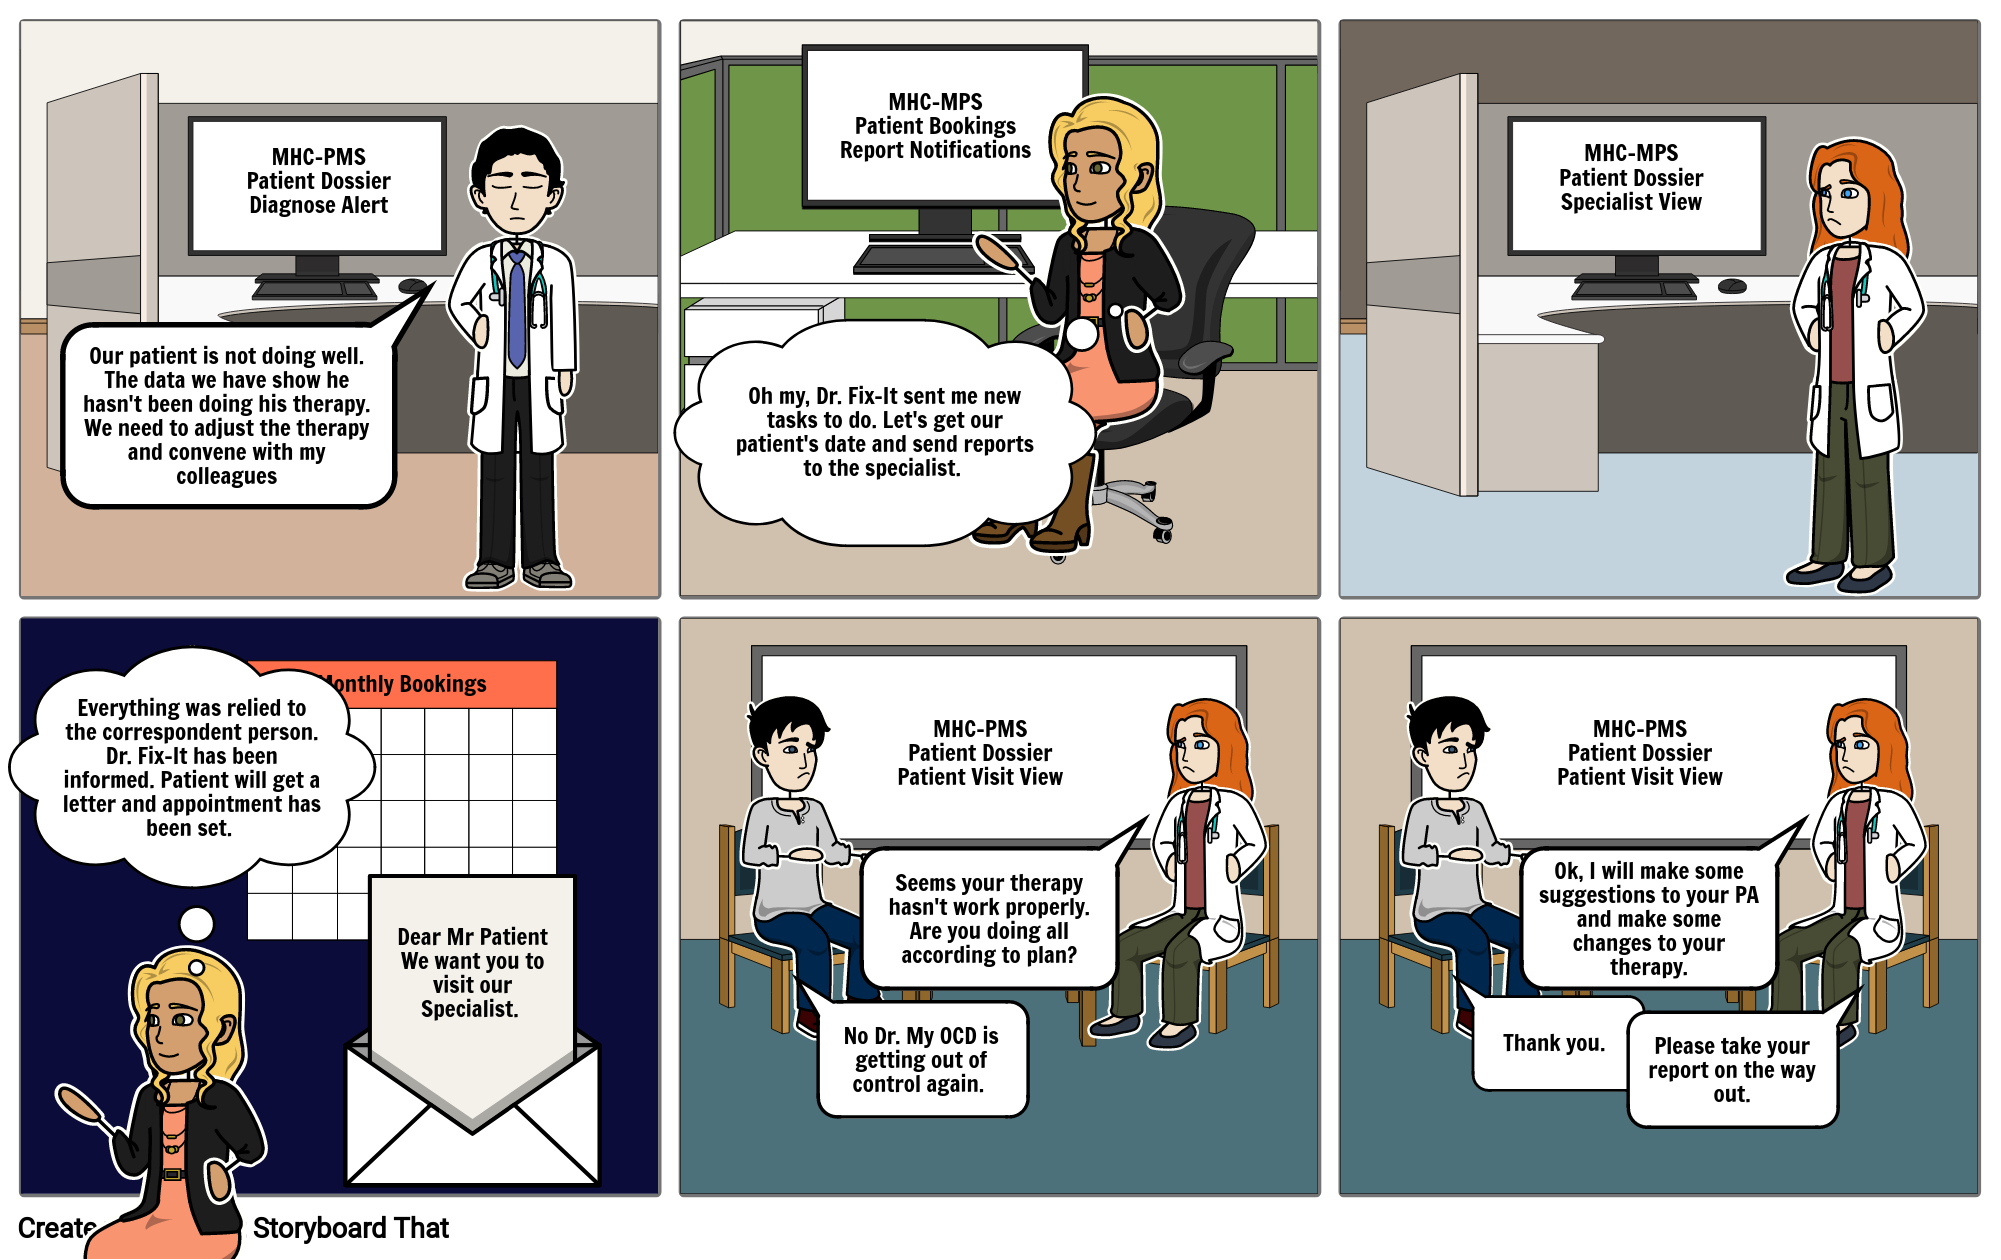 MHC-PMS
Patient Dossier
Diagnose Alert
Our patient is not doing well.
The data we have show he
hasn't been doing his therapy.
We need to adjust the therapy
and convene with my
colleagues
MHC-MPS
Patient Bookings
Report Notifications
Oh my, Dr. Fix-It sent me new
tasks to do. Let's get our
patient's date and send reports
to the specialist.
MHC-MPS
Patient Dossier
Specialist View
Monthly Bookings
Everything was relied to
the correspondent person.
Dr. Fix-It has been
informed. Patient will get a
letter and appointment has
been set.
Dear Mr Patient
We want you to
visit our
Specialist.
MHC-PMS
Patient Dossier
Patient Visit View
Seems your therapy
hasn't work properly.
Are you doing all
according to plan?
No Dr. My OCD is
getting out of
control again.
MHC-PMS
Patient Dossier
Patient Visit View
Ok, I will make some
suggestions to your PA
and make some
changes to your
therapy.
Thank you.
Please take your
report on the way
out.
Create Storyboard That